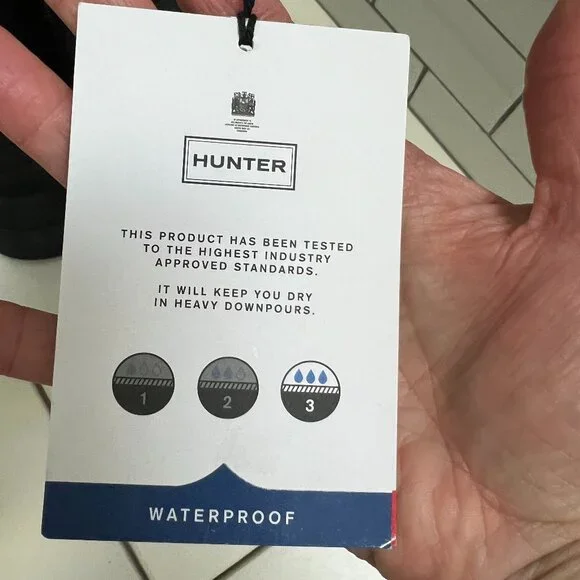 HUNTER
THIS PRODUCT HAS BEEN TESTED
TO THE HIGHEST INDUSTRY
APPROVED STANDARDS.
IT WILL KEEP YOU DRY
IN HEAVY DOWNPOURS.
1
2
3
WATERPROOF